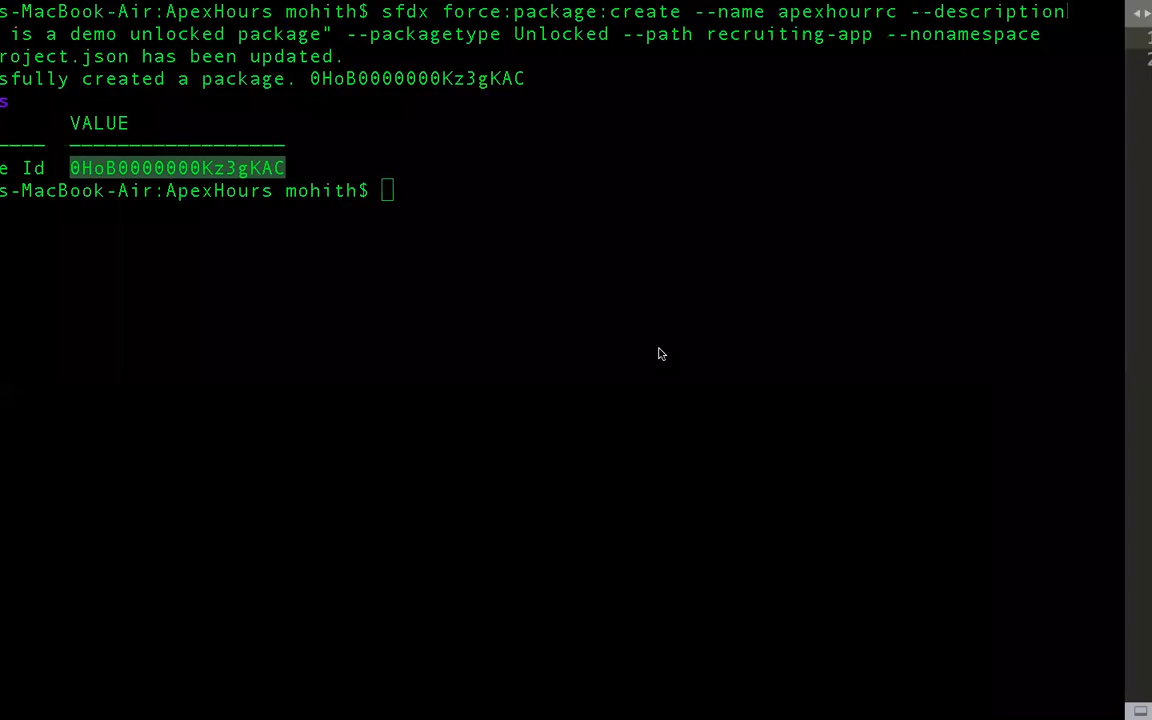 s-MacBook-Air:ApexHours mohith$ sfdx force:package:create --name apexhourrc --description
is a demo unlocked package" --packagetype Unlocked --path recruiting-app --nonamespace
roject.json has been updated.
sfully created a package. 0HoB0000000Kz3gKAC
s
VALUE
e Id 0HoB0000000Kz3gKAC
s-MacBook-Air:ApexHours mohith$